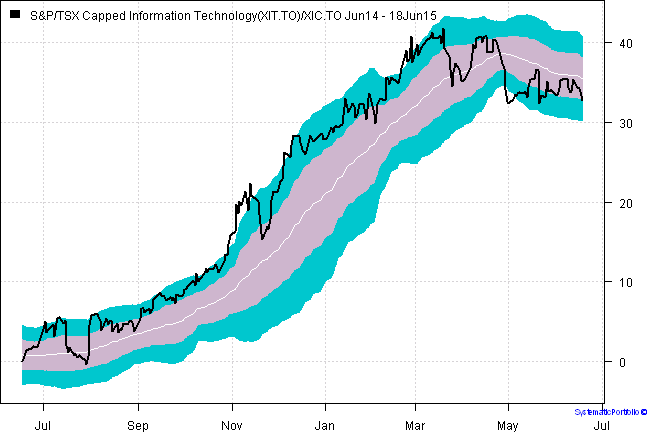 S&P/TSX Capped Information Technology(XIT.TO)/XIC.TO Jun14 - 18Jun15
40
30
20
10
0
Jul Sep Nov Jan Mar May Jul
SystematicPortfolio ©